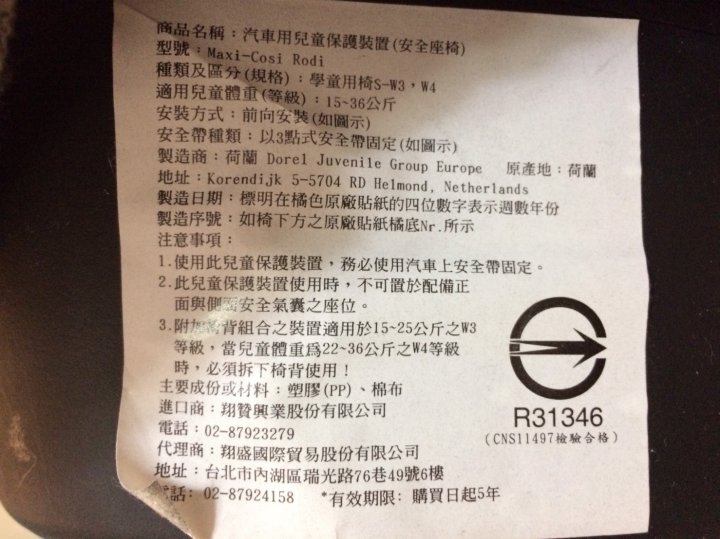 商品名稱：汽車用兒童保護裝置(安全座椅)
型號：Maxi-Cosi Rodi
種類及區分(規格)：學童用椅S-W3，W4
適用兒童體重(等級)：15~36公斤
安裝方式：前向安裝(如圖示)
安全帶種類：以3點式安全帶固定(如圖示)
製造商：荷蘭 Dorel Juvenile Group Europe 原產地：荷蘭
地址：Korendijk 5-5704 RD Helmond, Netherlands
製造日期：標明在橘色原廠貼紙的四位數字表示週數年份
製造序號：如椅下方之原廠貼紙橘底Nr.所示
注意事項：
1.使用此兒童保護裝置，務必使用汽車上安全帶固定。
2.此兒童保護裝置使用時，不可置於配備正
面與側面安全氣囊之座位。
3.附加椅背組合之裝置適用於15~25公斤之W3
等級，當兒童體重爲22~36公斤之W4等級
時，必須拆下椅背使用！
主要成份或材料：塑膠(PP)、棉布
進口商：翔贊興業股份有限公司
電話：02-87923279
代理商：翔盛國際貿易股份有限公司
地址：台北市內湖區瑞光路76巷49號6樓
電話: 02-87924158 *有效期限: 購買日起5年
R31346
(CNS11497檢驗合格)